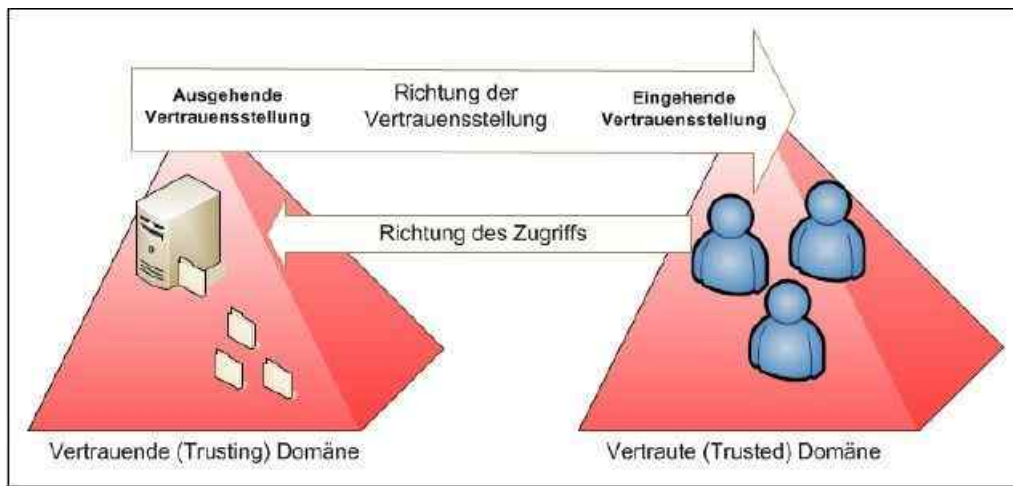 Ausgehende
Vertrauensstellung
Richtung der
Vertrauensstellung
Eingehende
Vertrauensstellung
Richtung des Zugriffs
Vertrauende (Trusting) Domäne
Vertraute (Trusted) Domäne